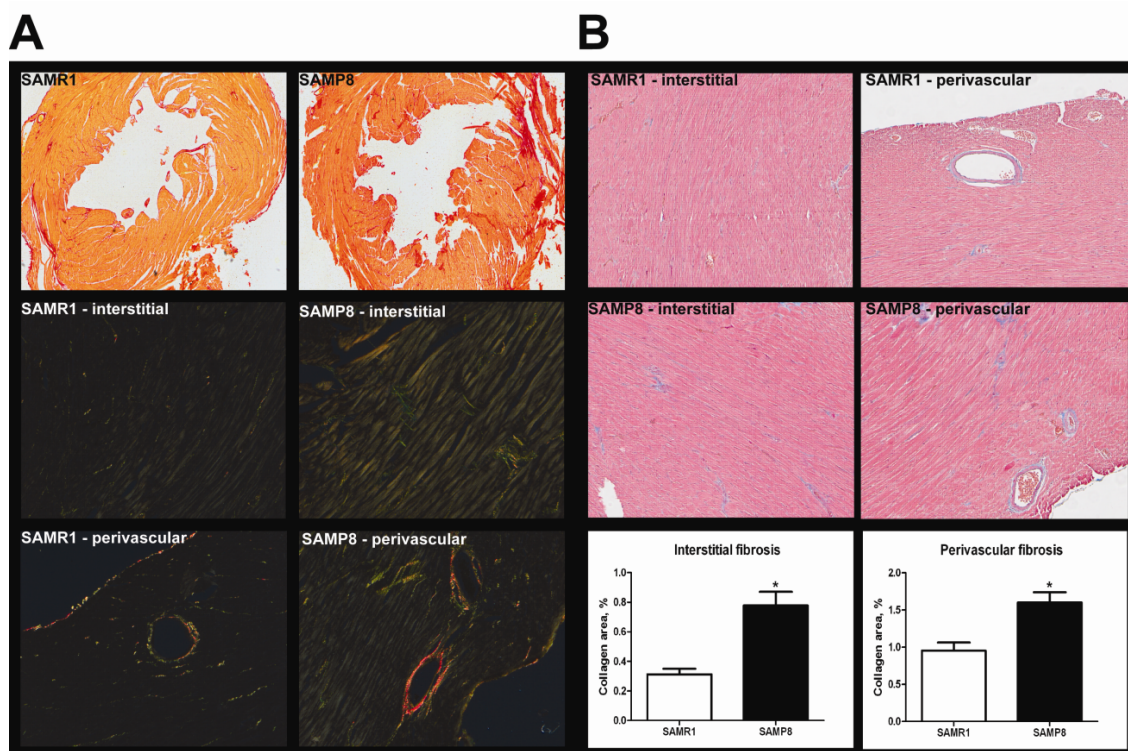 A
B
SAMR1
SAMP8
SAMR1 - interstitial
SAMR1 - perivascular
SAMR1 - interstitial
SAMP8 - interstitial
SAMP8 - interstitial
SAMP8 - perivascular
SAMR1 - perivascular
SAMP8 - perivascular
Interstitial fibrosis
Collagen area, %
1.0
0.8
0.6
0.4
0.2
0.0
*
SAMR1
SAMP8
Perivascular fibrosis
Collagen area, %
2.0
1.5
1.0
0.5
0.0
*
SAMR1
SAMP8